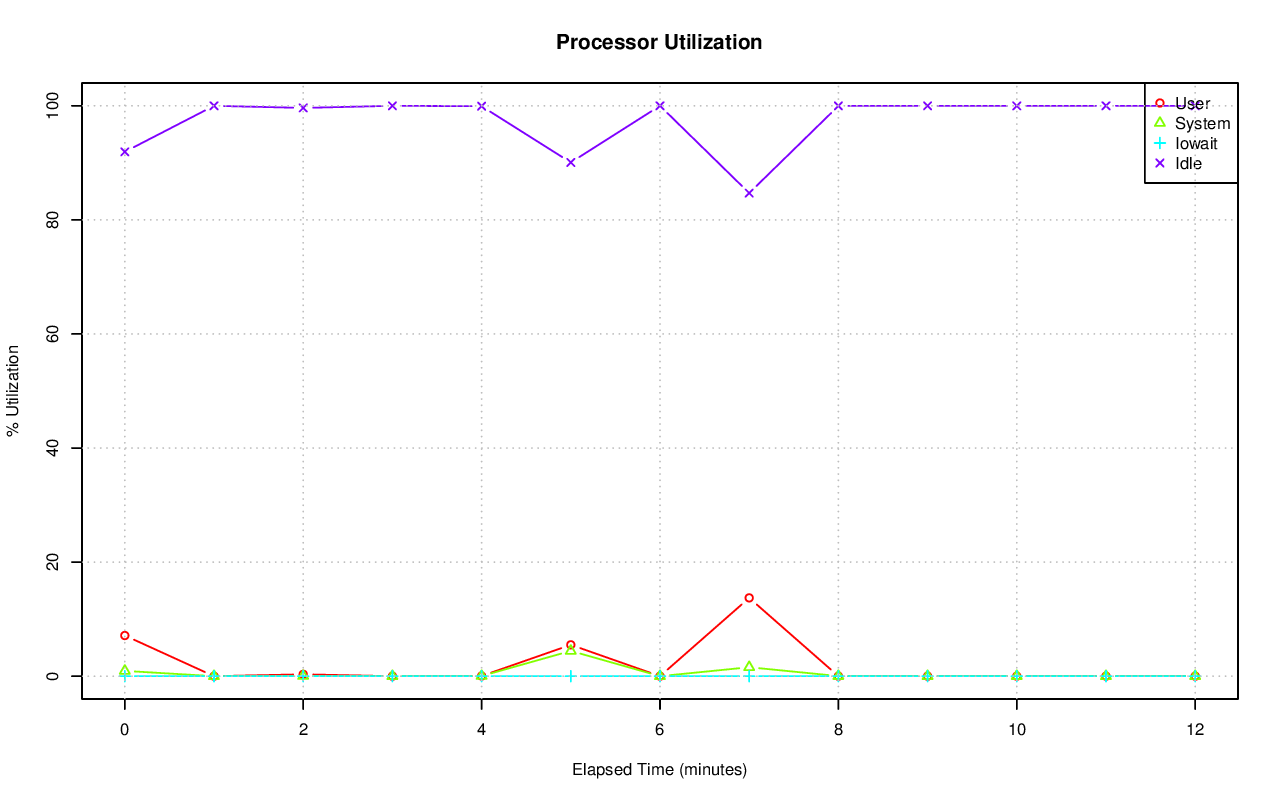 Processor Utilization
100
80
60
40
20
0
% Utilization
User
System
Iowait
Idle
0 2 4 6 8 10 12
Elapsed Time (minutes)